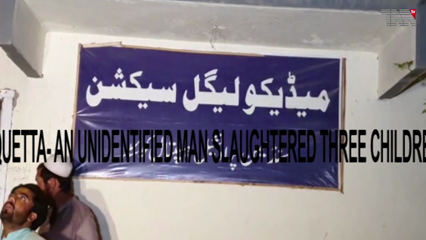 میڈیکو لیگل سیکشن
QUETTA- AN UNIDENTIFIED MAN SLAUGHTERED THREE CHILDRE